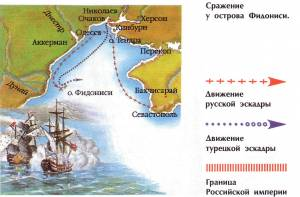 Николаев
Очаков
Херсон
Кинбурн
Одесса
о. Тендра
Днестр
Аккерман
Перекоп
Дунай
о. Фидониси
Бахчисарай
Севастополь
Сражение
у острова Фидониси.
Движение
русской эскадры
Движение
турецкой эскадры
Граница
Российской империи